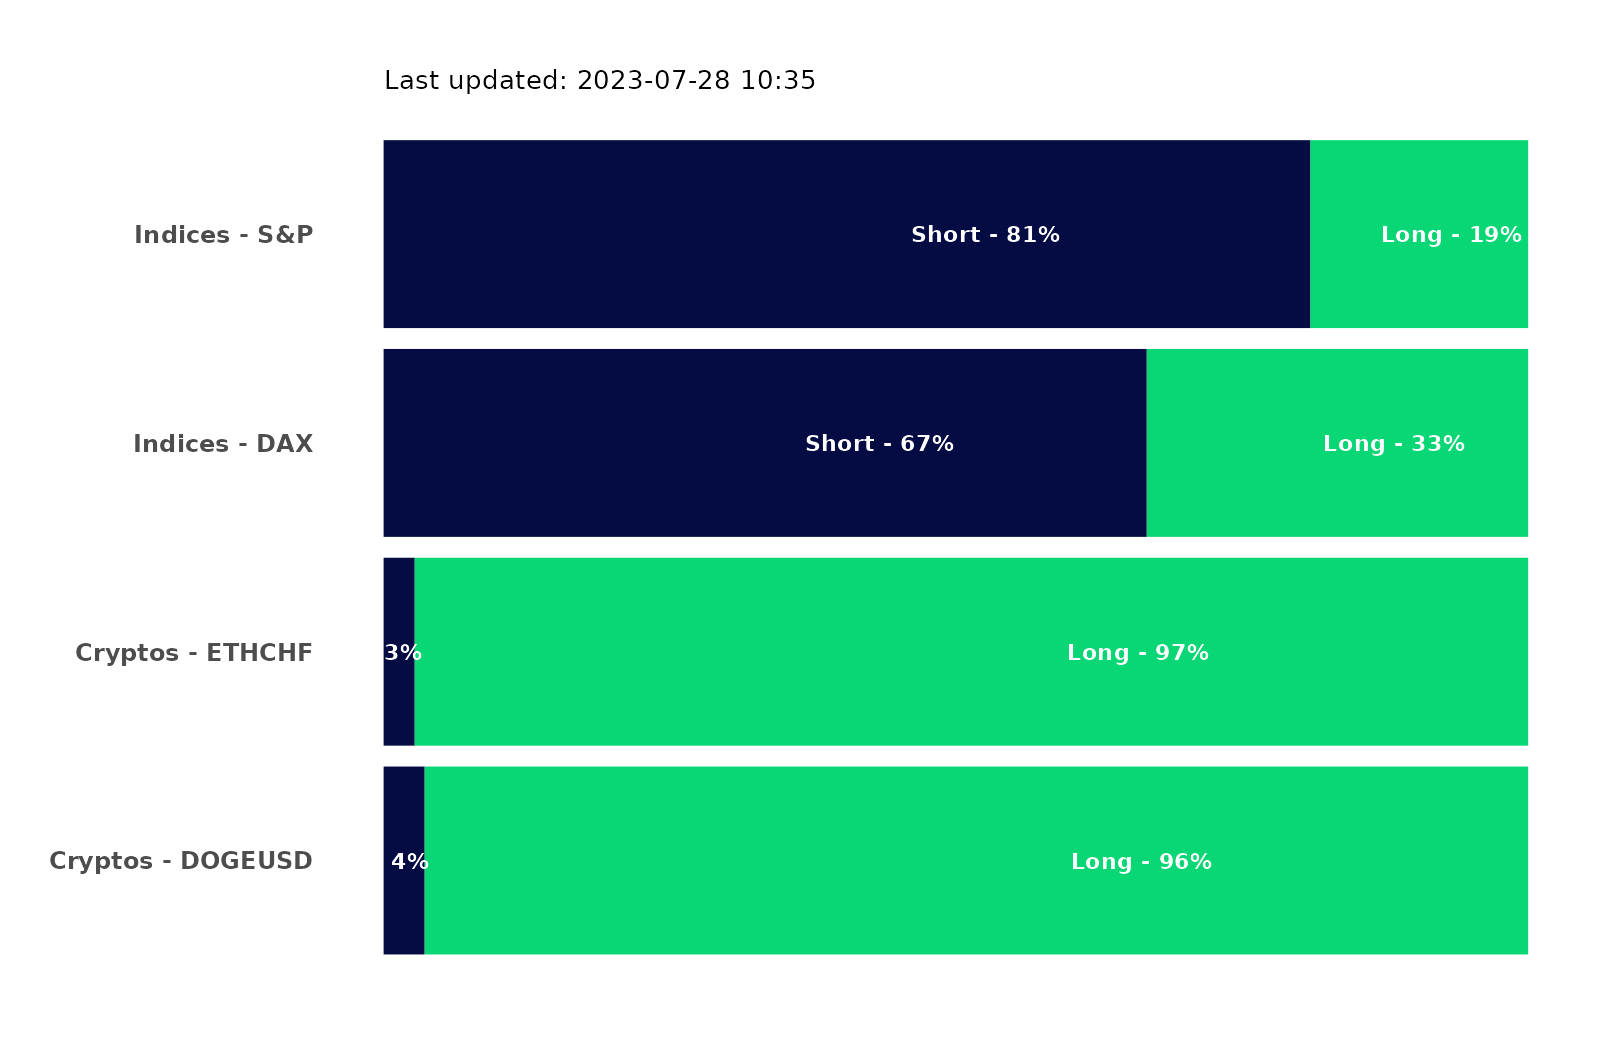 Last updated: 2023-07-28 10:35
Indices - S&P
Short - 81%
Long - 19%
Indices - DAX
Short - 67%
Long - 33%
Cryptos - ETHCHF
3%
Long - 97%
Cryptos - DOGEUSD
4%
Long - 96%